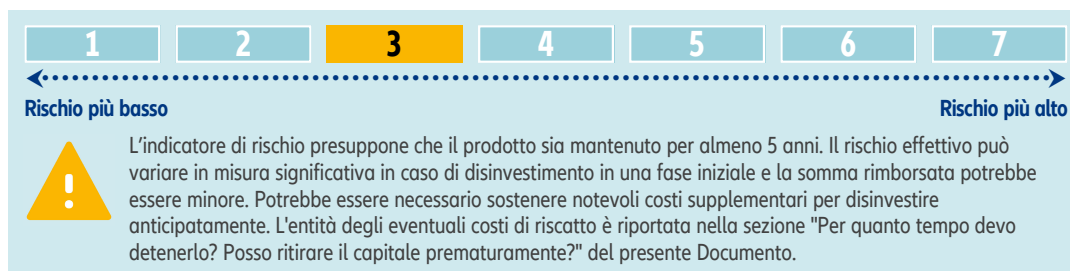 1 2 3 4 5 6 7
Rischio più basso Rischio più alto
L'indicatore di rischio presuppone che il prodotto sia mantenuto per almeno 5 anni. Il rischio effettivo può
variare in misura significativa in caso di disinvestimento in una fase iniziale e la somma rimborsata potrebbe
essere minore. Potrebbe essere necessario sostenere notevoli costi supplementari per disinvestire
anticipatamente. L'entità degli eventuali costi di riscatto è riportata nella sezione "Per quanto tempo devo
detenerlo? Posso ritirare il capitale prematuramente?" del presente Documento.